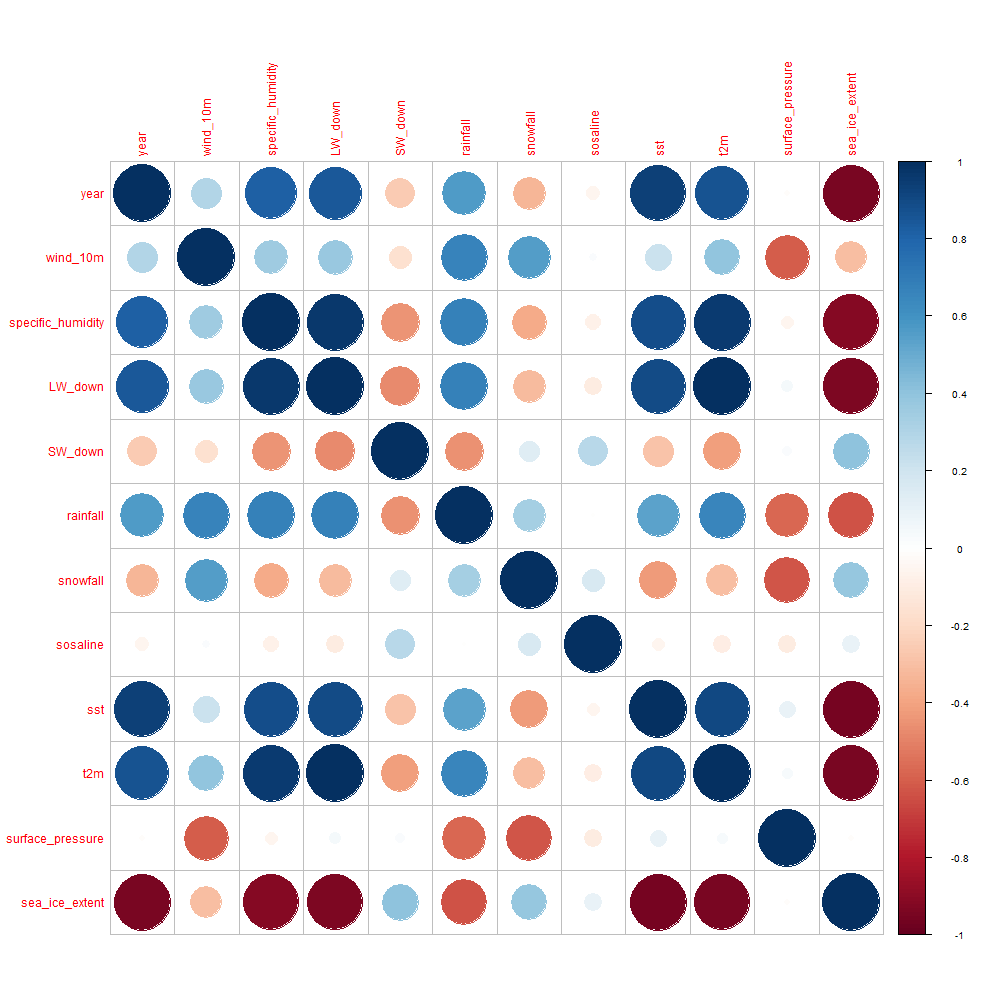 year
wind_10m
specific_humidity
LW_down
SW_down
rainfall
snowfall
sosaline
sst
t2m
surface_pressure
sea_ice_extent
year
wind_10m
specific_humidity
LW_down
SW_down
rainfall
snowfall
sosaline
sst
t2m
surface_pressure
sea_ice_extent
1
0.8
0.6
0.4
0.2
0
-0.2
-0.4
-0.6
-0.8
-1